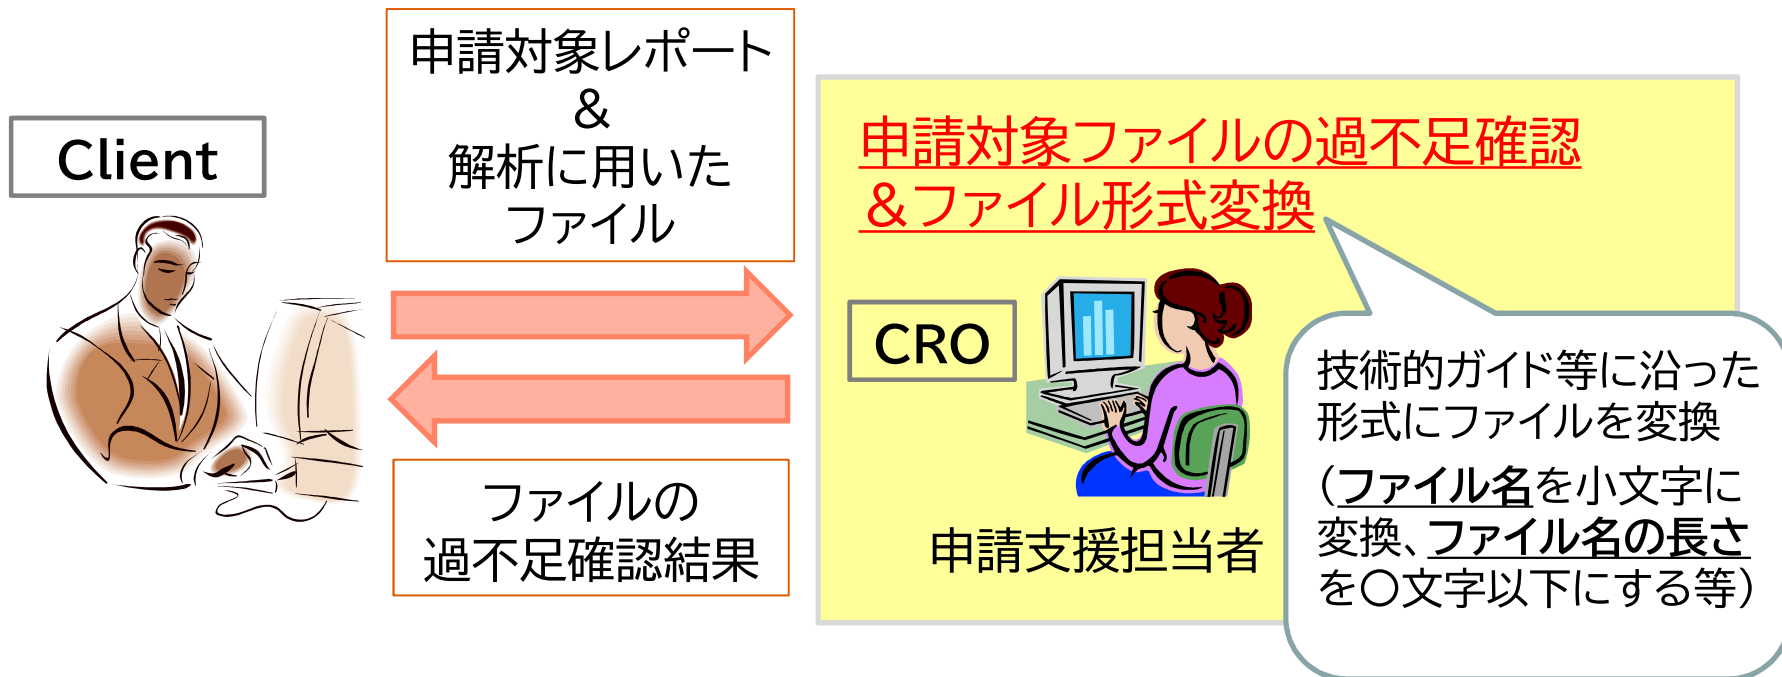 Client
申請対象レポート
&
解析に用いた
ファイル
ファイルの
過不足確認結果
申請対象ファイルの過不足確認
&ファイル形式変換
CRO
申請支援担当者
技術的ガイド等に沿った
形式にファイルを変換
(ファイル名を小文字に
変換、ファイル名の長さ
を〇文字以下にする等)